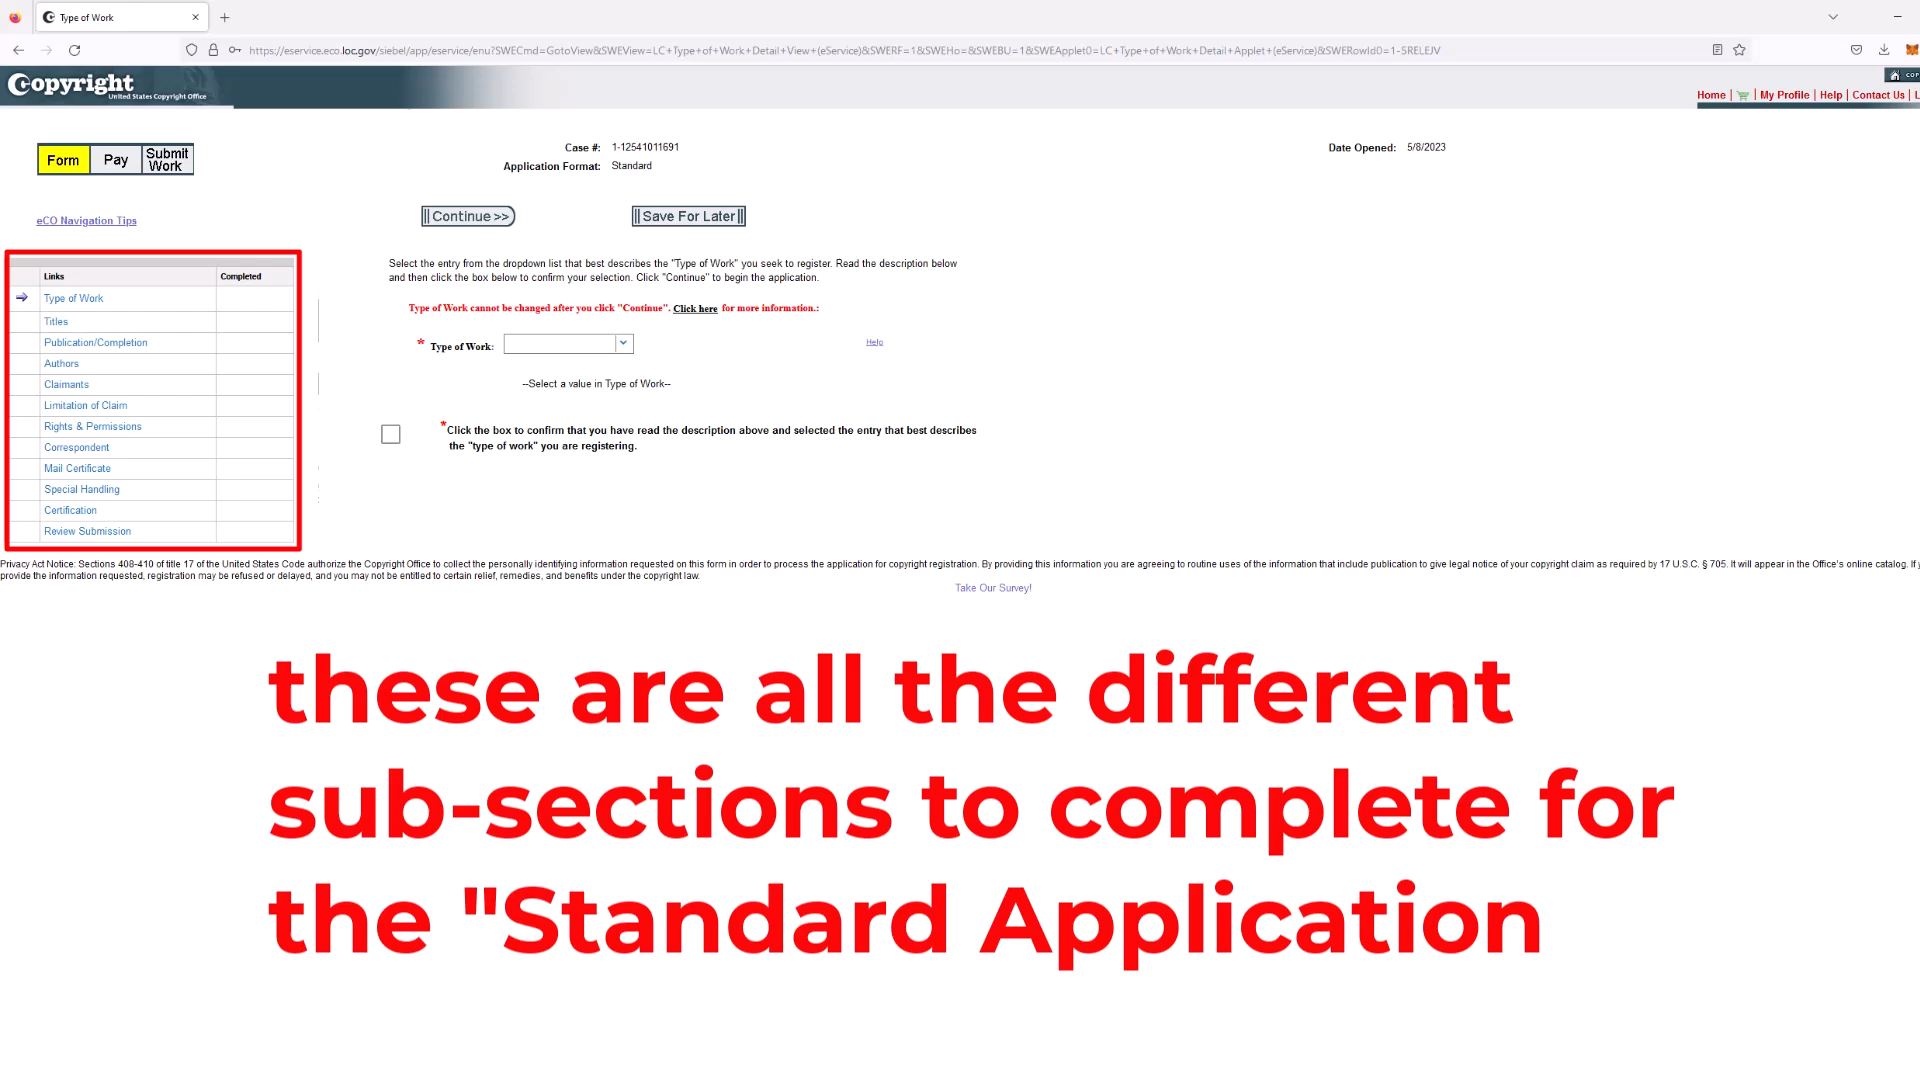 Type of Work
https://eservice.eco.loc.gov/siebel/app/eservice/enu?SWECmd=GotoView&SWEView=LC+Type+of+Work+Detail+View+(eService)&SWERF=1&SWEHo=&SWEBU=1&SWEApplet0=LC+Type+of+Work+Detail+Applet+(eService)&SWERowId0=1-5RELEJV
Copyright
United States Copyright Office
COP
Home | | My Profile | Help | Contact Us | L
Form Pay Submit Work
Case #: 1-12541011691
Date Opened: 5/8/2023
Application Format: Standard
Continue >> Save For Later
eCO Navigation Tips
Links Completed
Type of Work
Titles
Publication/Completion
Authors
Claimants
Limitation of Claim
Rights & Permissions
Correspondent
Mail Certificate
Special Handling
Certification
Review Submission
Select the entry from the dropdown list that best describes the "Type of Work" you seek to register. Read the description below
and then click the box below to confirm your selection. Click "Continue" to begin the application.
Type of Work cannot be changed after you click "Continue". Click here for more information.:
* Type of Work: Help
--Select a value in Type of Work--
*Click the box to confirm that you have read the description above and selected the entry that best describes
the "type of work" you are registering.
Privacy Act Notice: Sections 408-410 of title 17 of the United States Code authorize the Copyright Office to collect the personally identifying information requested on this form in order to process the application for copyright registration. By providing this information you are agreeing to routine uses of the information that include publication to give legal notice of your copyright claim as required by 17 U.S.C. § 705. It will appear in the Office's online catalog. If y
provide the information requested, registration may be refused or delayed, and you may not be entitled to certain relief, remedies, and benefits under the copyright law.
Take Our Survey!
these are all the different
sub-sections to complete for
the "Standard Application